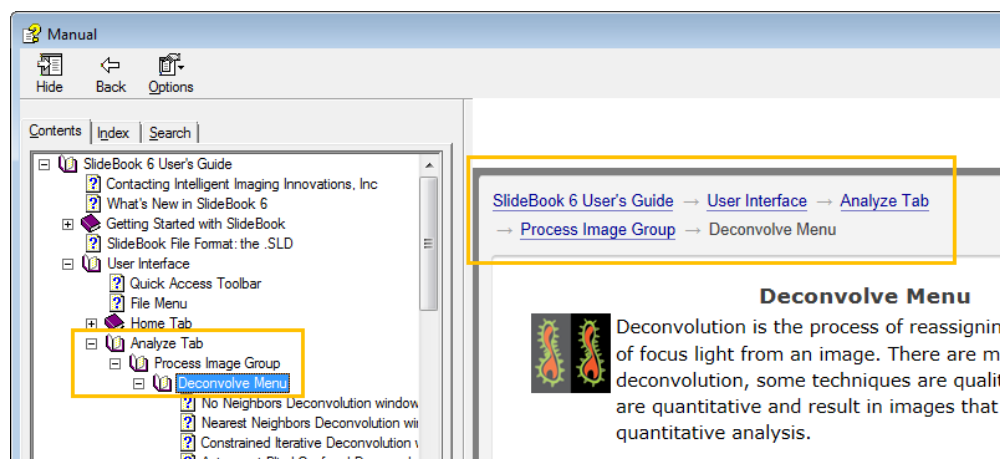 Manual
Hide Back Options
Contents Index Search
SlideBook 6 User's Guide
Contacting Intelligent Imaging Innovations, Inc
What's New in SlideBook 6
Getting Started with SlideBook
SlideBook File Format: the .SLD
User Interface
Quick Access Toolbar
File Menu
Home Tab
Analyze Tab
Process Image Group
Deconvolve Menu
No Neighbors Deconvolution window
Nearest Neighbors Deconvolution wi
Constrained Iterative Deconvolution
SlideBook 6 User's Guide → User Interface → Analyze Tab
→ Process Image Group → Deconvolve Menu
Deconvolve Menu
Deconvolution is the process of reassignin
of focus light from an image. There are m
deconvolution, some techniques are quali
are quantitative and result in images that
quantitative analysis.